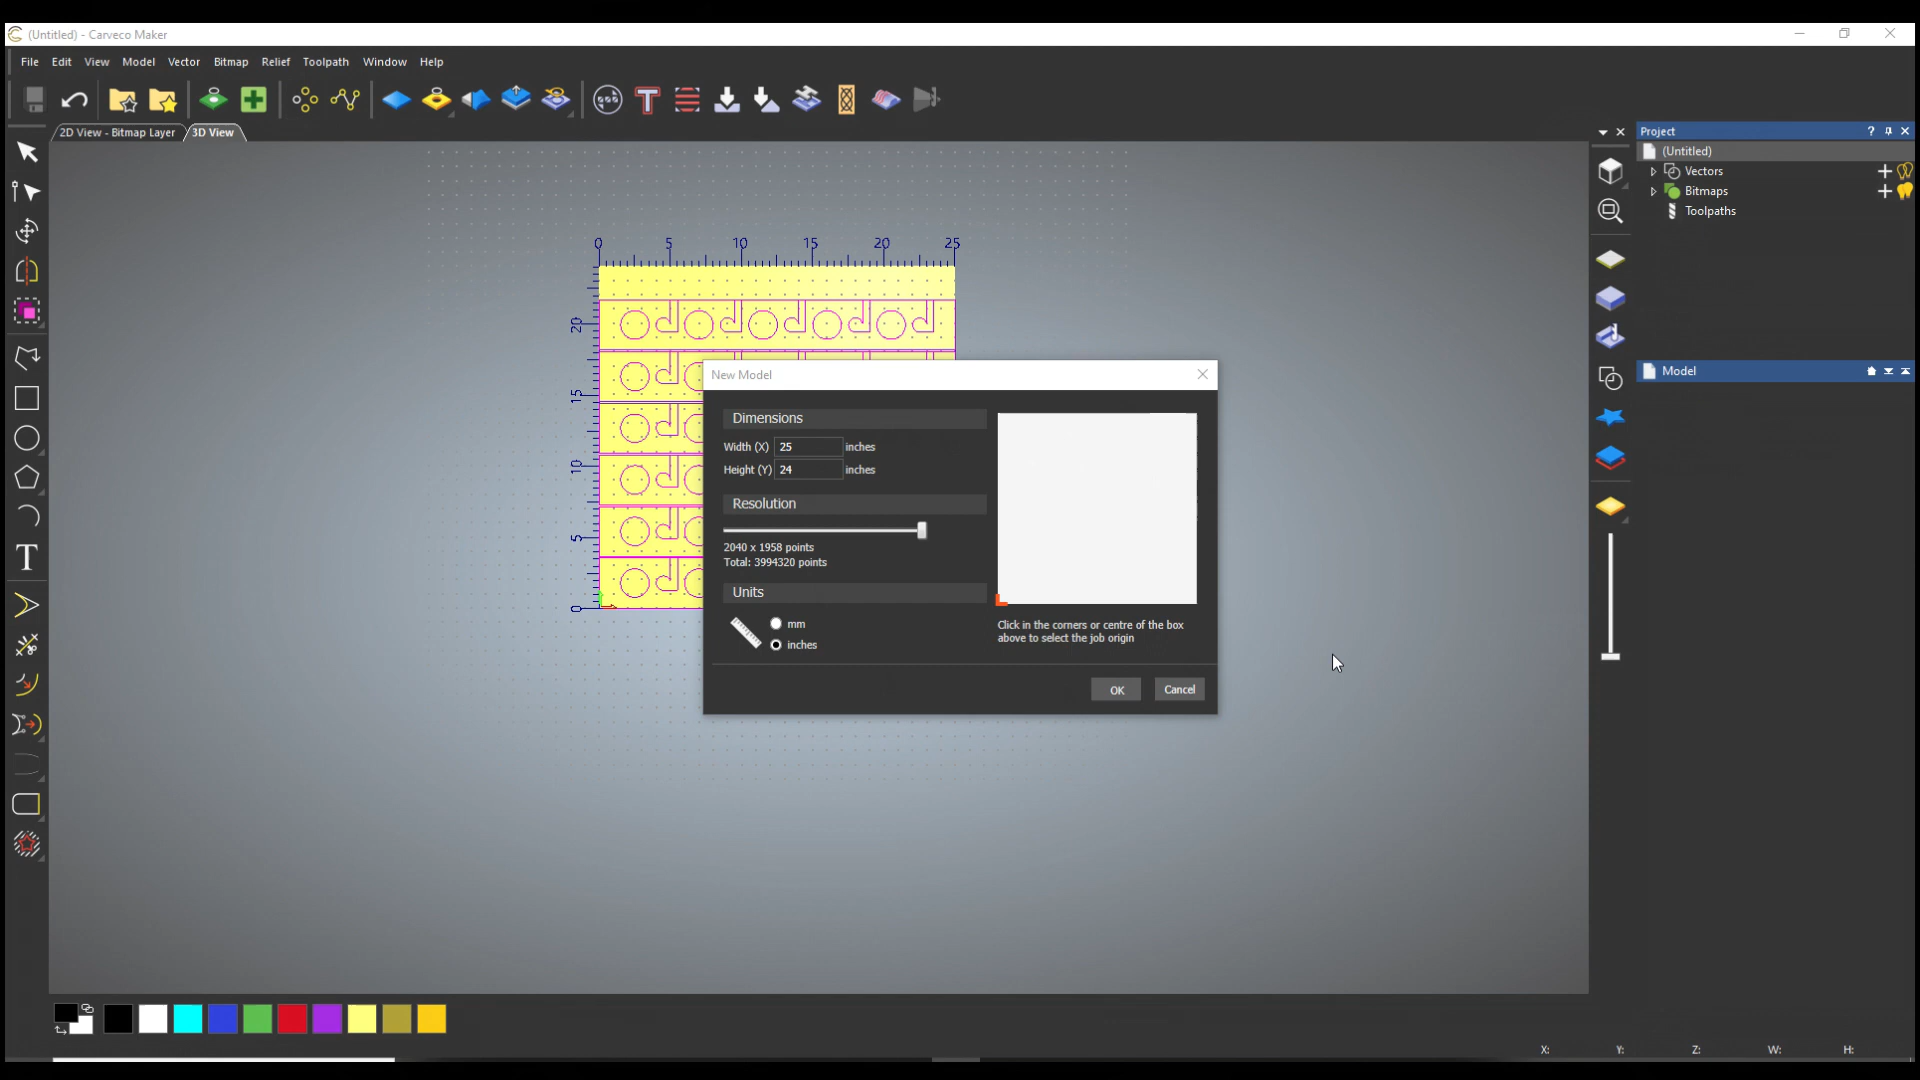 (Untitled) - Carveco Maker
File Edit View Model Vector Bitmap Relief Toolpath Window Help
2D View - Bitmap Layer 3D View
Project ?
(Untitled)
Vectors
Bitmaps
Toolpaths
Model
0 5 10 15 20 25
20
15
10
5
0
New Model
Dimensions
Width (X) 25 inches
Height (Y) 24 inches
Resolution
2040 x 1958 points
Total: 3994320 points
Units
mm
inches
Click in the corners or centre of the box
above to select the job origin
OK Cancel
X: Y: Z: W: H: